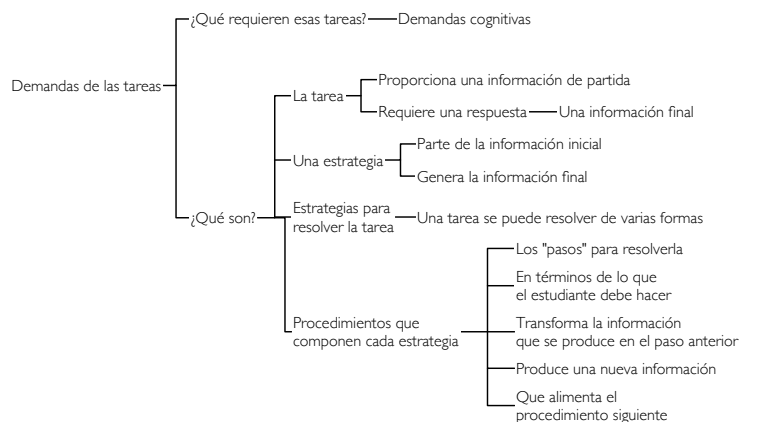 ¿Qué requieren esas tareas?
Demandas cognitivas
Demandas de las tareas
La tarea
Proporciona una información de partida
Requiere una respuesta
Una información final
Una estrategia
Parte de la información inicial
Genera la información final
¿Qué son?
Estrategias para
resolver la tarea
Una tarea se puede resolver de varias formas
Procedimientos que
componen cada estrategia
Los "pasos" para resolverla
En términos de lo que
el estudiante debe hacer
Transforma la información
que se produce en el paso anterior
Produce una nueva información
Que alimenta el
procedimiento siguiente